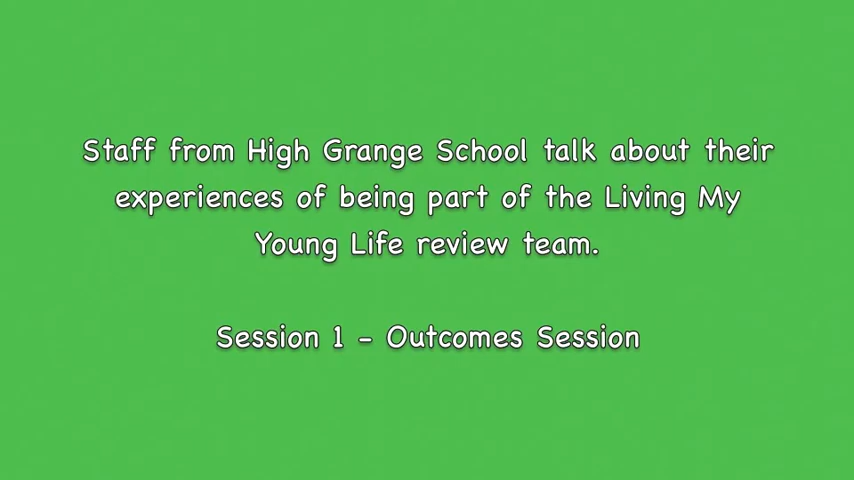 Staff from High Grange School talk about their
experiences of being part of the Living My
Young Life review team.
Session 1 - Outcomes Session